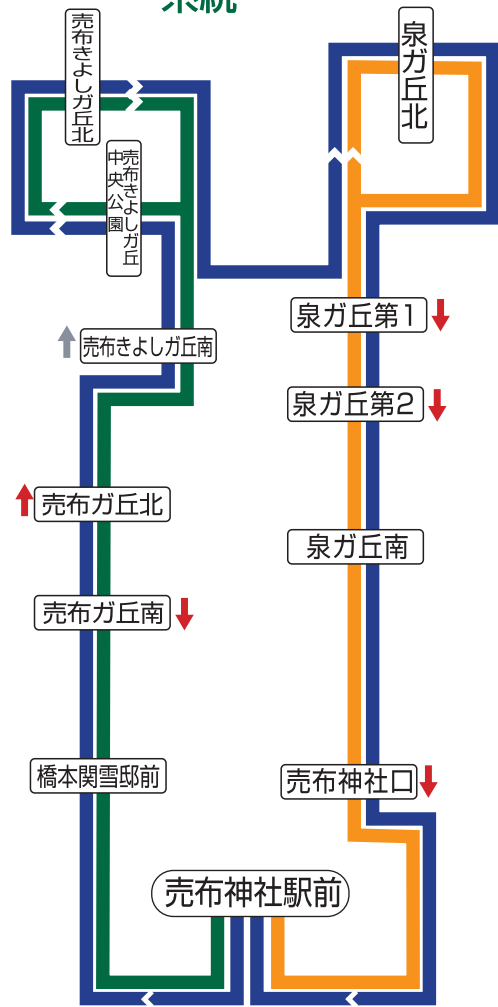 系統
売布きよしガ丘北
売布きよしガ丘
中央公園
泉ガ丘北
泉ガ丘第1
売布きよしガ丘南
泉ガ丘第2
売布ガ丘北
泉ガ丘南
売布ガ丘南
橋本関雪邸前
売布神社口
売布神社駅前